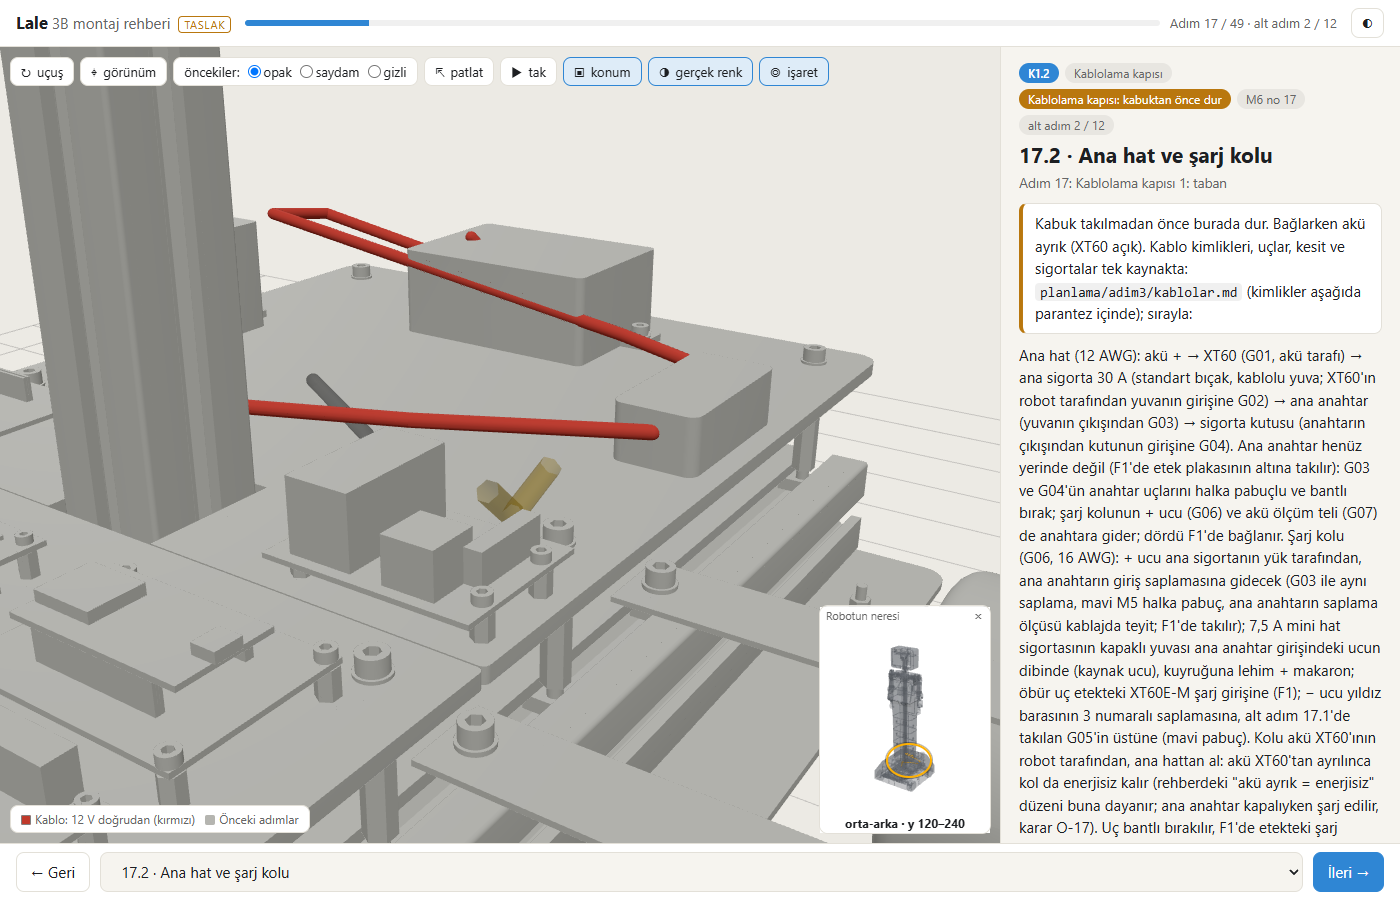 Lale 3B montaj rehberi TASLAK
Adım 17 / 49 · alt adım 2 / 12
↻ uçuş
⌖ görünüm
öncekiler: opak saydam gizli
⇱ patlat
▶ tak
▣ konum
◑ gerçek renk
◎ işaret
K1.2 Kablolama kapısı
Kablolama kapısı: kabuktan önce dur M6 no 17
alt adım 2 / 12
17.2 · Ana hat ve şarj kolu
Adım 17: Kablolama kapısı 1: taban
Kabuk takılmadan önce burada dur. Bağlarken akü
ayrık (XT60 açık). Kablo kimlikleri, uçlar, kesit ve
sigortalar tek kaynakta:
planlama/adim3/kablolar.md (kimlikler aşağıda
parantez içinde); sırayla:
Ana hat (12 AWG): akü + → XT60 (G01, akü tarafı) →
ana sigorta 30 A (standart bıçak, kablolu yuva; XT60'ın
robot tarafından yuvanın girişine G02) → ana anahtar
(yuvanın çıkışından G03) → sigorta kutusu (anahtarın
çıkışından kutunun girişine G04). Ana anahtar henüz
yerinde değil (F1'de etek plakasının altına takılır): G03
ve G04'ün anahtar uçlarını halka pabuçlu ve bantlı
bırak; şarj kolunun + ucu (G06) ve akü ölçüm teli (G07)
de anahtara gider; dördü F1'de bağlanır. Şarj kolu
(G06, 16 AWG): + ucu ana sigortanın yük tarafından,
ana anahtarın giriş saplamasına gidecek (G03 ile aynı
saplama, mavi M5 halka pabuç, ana anahtarın saplama
ölçüsü kablajda teyit; F1'de takılır); 7,5 A mini hat
sigortasının kapaklı yuvası ana anahtar girişindeki ucun
dibinde (kaynak ucu), kuyruğuna lehim + makaron;
öbür uç etekteki XT60E-M şarj girişine (F1); − ucu yıldız
barasının 3 numaralı saplamasına, alt adım 17.1'de
takılan G05'in üstüne (mavi pabuç). Kolu akü XT60'ının
robot tarafından, ana hattan al: akü XT60'tan ayrılınca
kol da enerjisiz kalır (rehberdeki "akü ayrık = enerjisiz"
düzeni buna dayanır; ana anahtar kapalıyken şarj edilir,
karar O-17). Uç bantlı bırakılır, F1'de etekteki şarj
Robotun neresi ×
orta-arka · y 120–240
Kablo: 12 V doğrudan (kırmızı) Önceki adımlar
← Geri
17.2 · Ana hat ve şarj kolu
İleri →